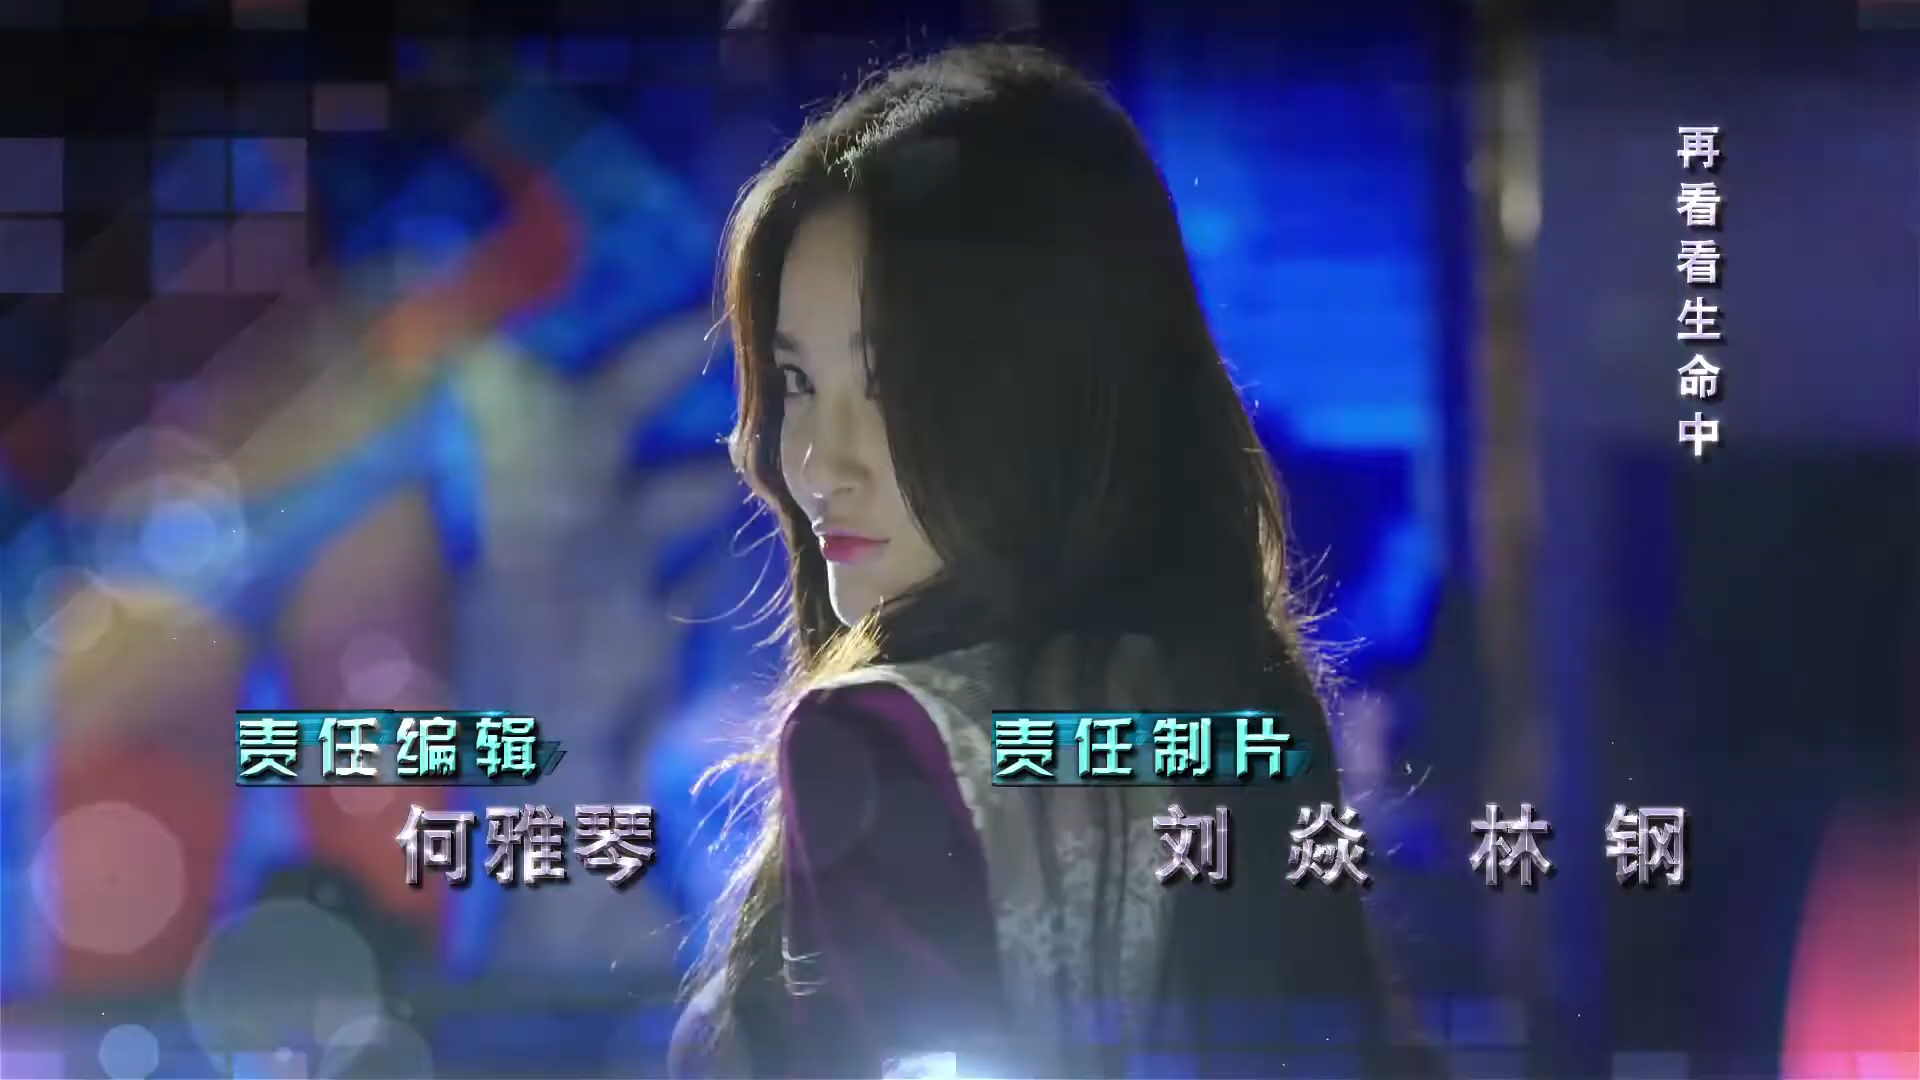 再看看生命中
责任编辑
何雅琴
责任制片
刘焱 林钢